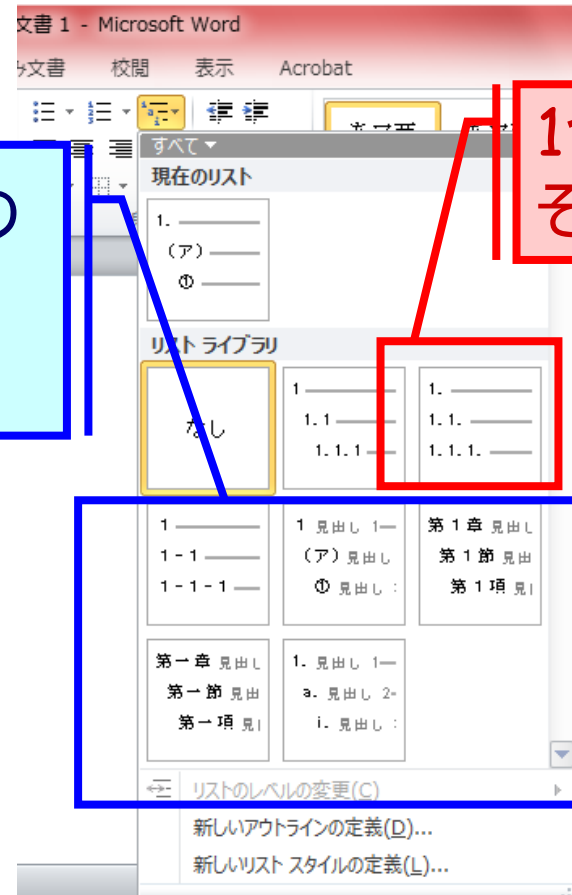 文書 1 - Microsoft Word
文書 校閲 表示 Acrobat
の
1
そ
すべて
現在のリスト
1.
(ア)
①
リスト ライブラリ
なし
1
1.1
1.1.1
1.
1.1.
1.1.1.
1
1-1
1-1-1
1 見出し 1
(ア) 見出し
① 見出し
第 1 章 見出し
第 1 節 見出
第 1 項 見
第一章 見出し
第一節 見出
第一項 見
1. 見出し 1
a. 見出し 2
i. 見出し
リストのレベルの変更(C)
新しいアウトラインの定義(D)...
新しいリスト スタイルの定義(L)...